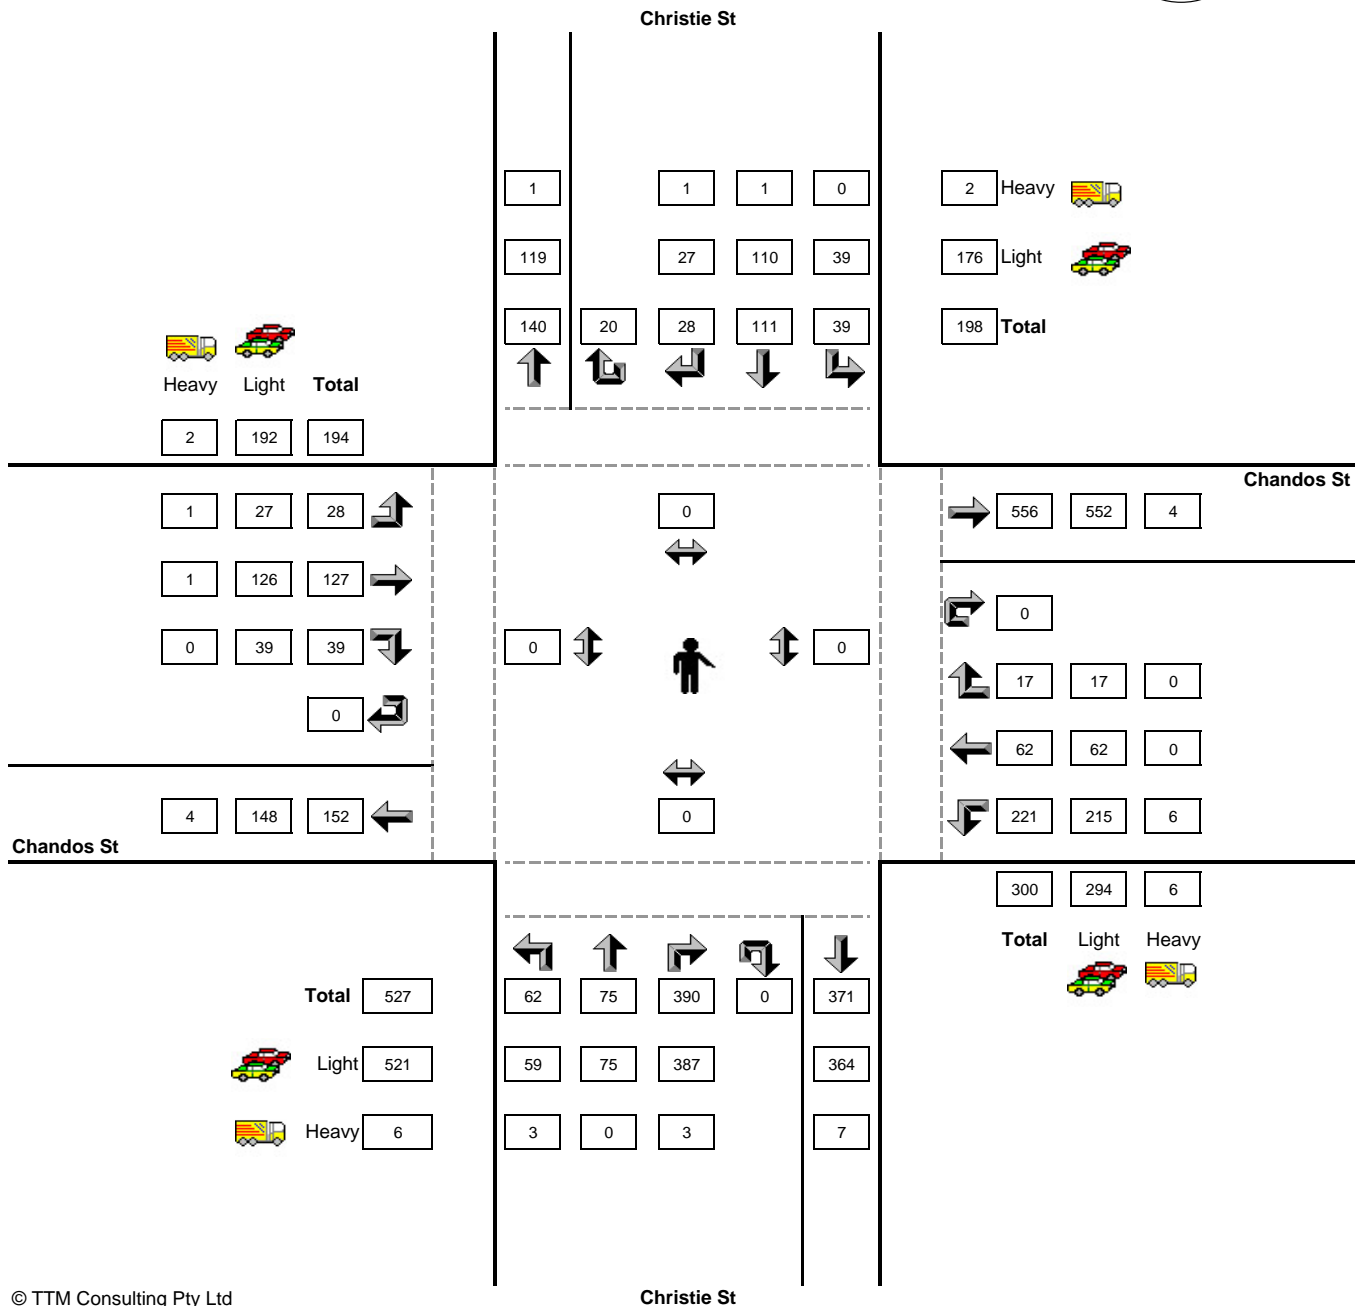 Christie St
1 1 1 0 2 Heavy
119 27 110 39 176 Light
140 20 28 111 39 198 Total
Heavy Light Total
2 192 194
Chandos St
1 27 28 0 556 552 4
1 126 127
0
0 39 39 0 0
17 17 0
0
62 62 0
4 148 152 0 221 215 6
Chandos St
300 294 6
Total Light Heavy
Total 527 62 75 390 0 371
Light 521 59 75 387 364
Heavy 6 3 0 3 7
© TTM Consulting Pty Ltd Christie St